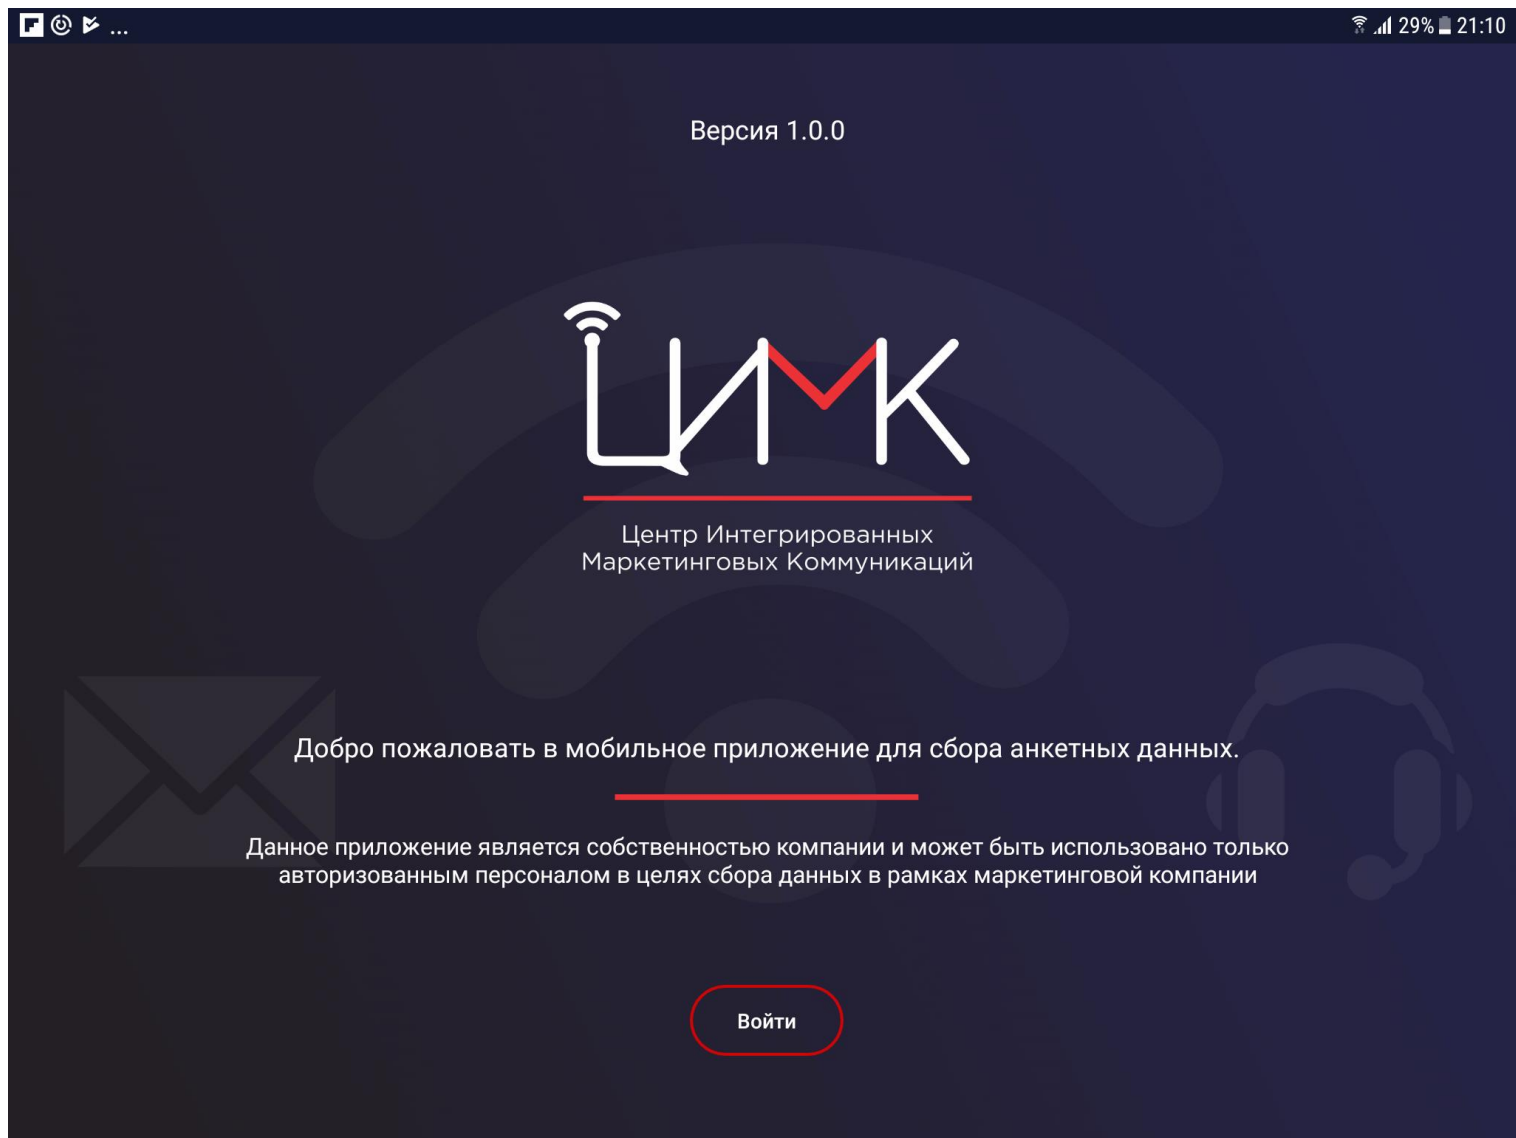 ... 29% 21:10
Версия 1.0.0
ЦИМК
Центр Интегрированных
Маркетинговых Коммуникаций
Добро пожаловать в мобильное приложение для сбора анкетных данных.
Данное приложение является собственностью компании и может быть использовано только
авторизованным персоналом в целях сбора данных в рамках маркетинговой компании
Войти